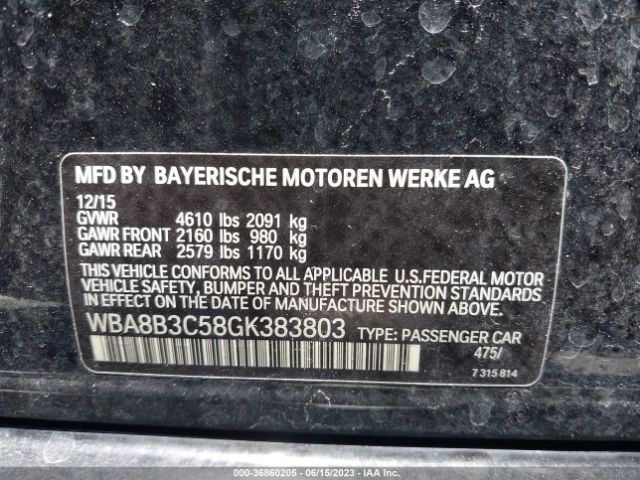 MFD BY BAYERISCHE MOTOREN WERKE AG
12/15
GVWR 4610 lbs 2091 kg
GAWR FRONT 2160 lbs 980 kg
GAWR REAR 2579 lbs 1170 kg
THIS VEHICLE CONFORMS TO ALL APPLICABLE U.S.FEDERAL MOTOR
VEHICLE SAFETY, BUMPER AND THEFT PREVENTION STANDARDS
IN EFFECT ON THE DATE OF MANUFACTURE SHOWN ABOVE.
WBA8B3C58GK383803 TYPE: PASSENGER CAR
475/
7 315 814
000-36860205 - 06/15/2023 - IAA Inc.